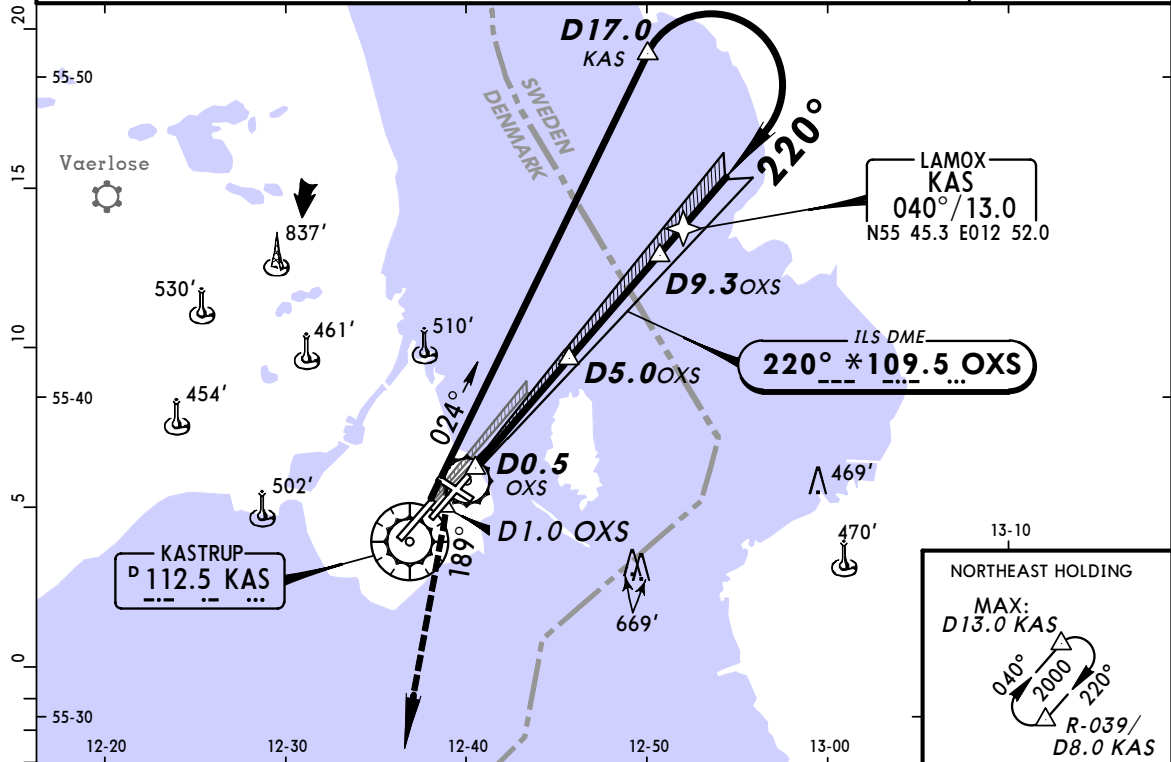 20
15
10
5
0
55-50
55-40
55-30
12-20
12-30
12-40
12-50
13-00
13-10
D17.0
KAS
SWEDEN
DENMARK
220°
Vaerlose
837'
530'
461'
510'
454'
502'
LAMOX
KAS
040°/13.0
N55 45.3 E012 52.0
D9.3 OXS
ILS DME
220° *109.5 OXS
D5.0 OXS
024°
D0.5
OXS
D1.0 OXS
189°
KASTRUP
D 112.5 KAS
469'
470'
669'
NORTHEAST HOLDING
MAX:
D13.0 KAS
040°
2000
220°
R-039/
D8.0 KAS